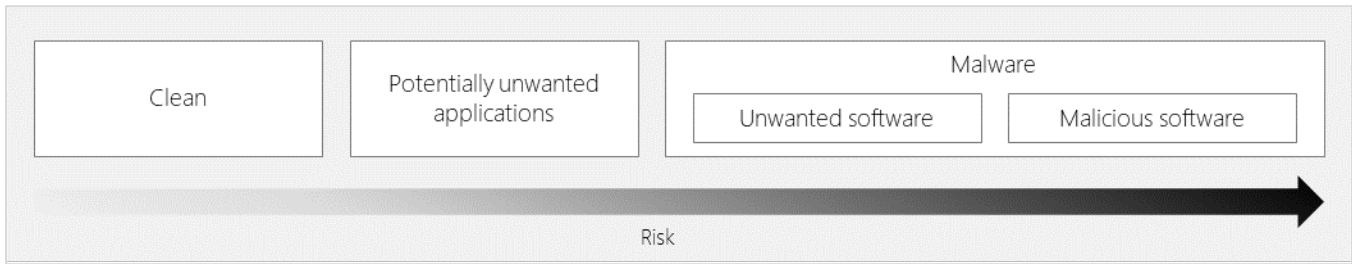 Clean
Potentially unwanted
applications
Malware
Unwanted software
Malicious software
Risk